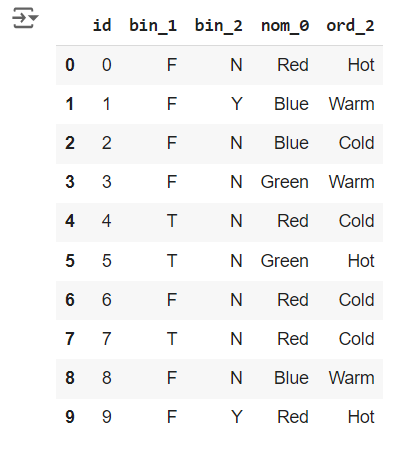 id bin_1 bin_2 nom_0 ord_2
0 0 F N Red Hot
1 1 F Y Blue Warm
2 2 F N Blue Cold
3 3 F N Green Warm
4 4 T N Red Cold
5 5 T N Green Hot
6 6 F N Red Cold
7 7 T N Red Cold
8 8 F N Blue Warm
9 9 F Y Red Hot